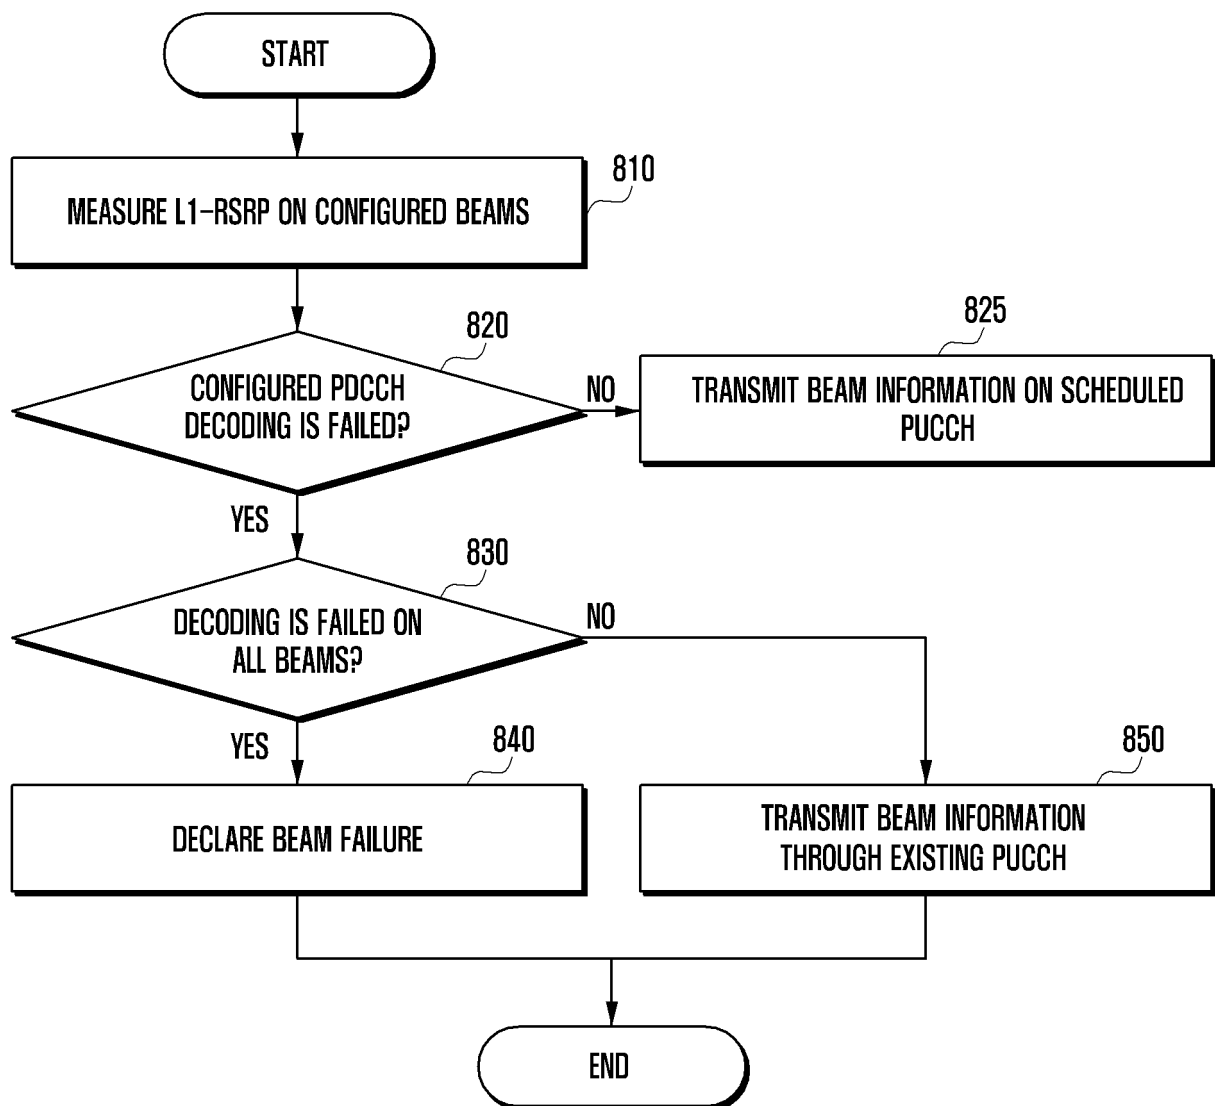 START
810
MEASURE L1-RSRP ON CONFIGURED BEAMS
820
825
CONFIGURED PDCCH
DECODING IS FAILED?
NO
TRANSMIT BEAM INFORMATION ON SCHEDULED
PUCCH
YES
830
DECODING IS FAILED ON
ALL BEAMS?
NO
YES
840
850
DECLARE BEAM FAILURE
TRANSMIT BEAM INFORMATION
THROUGH EXISTING PUCCH
END